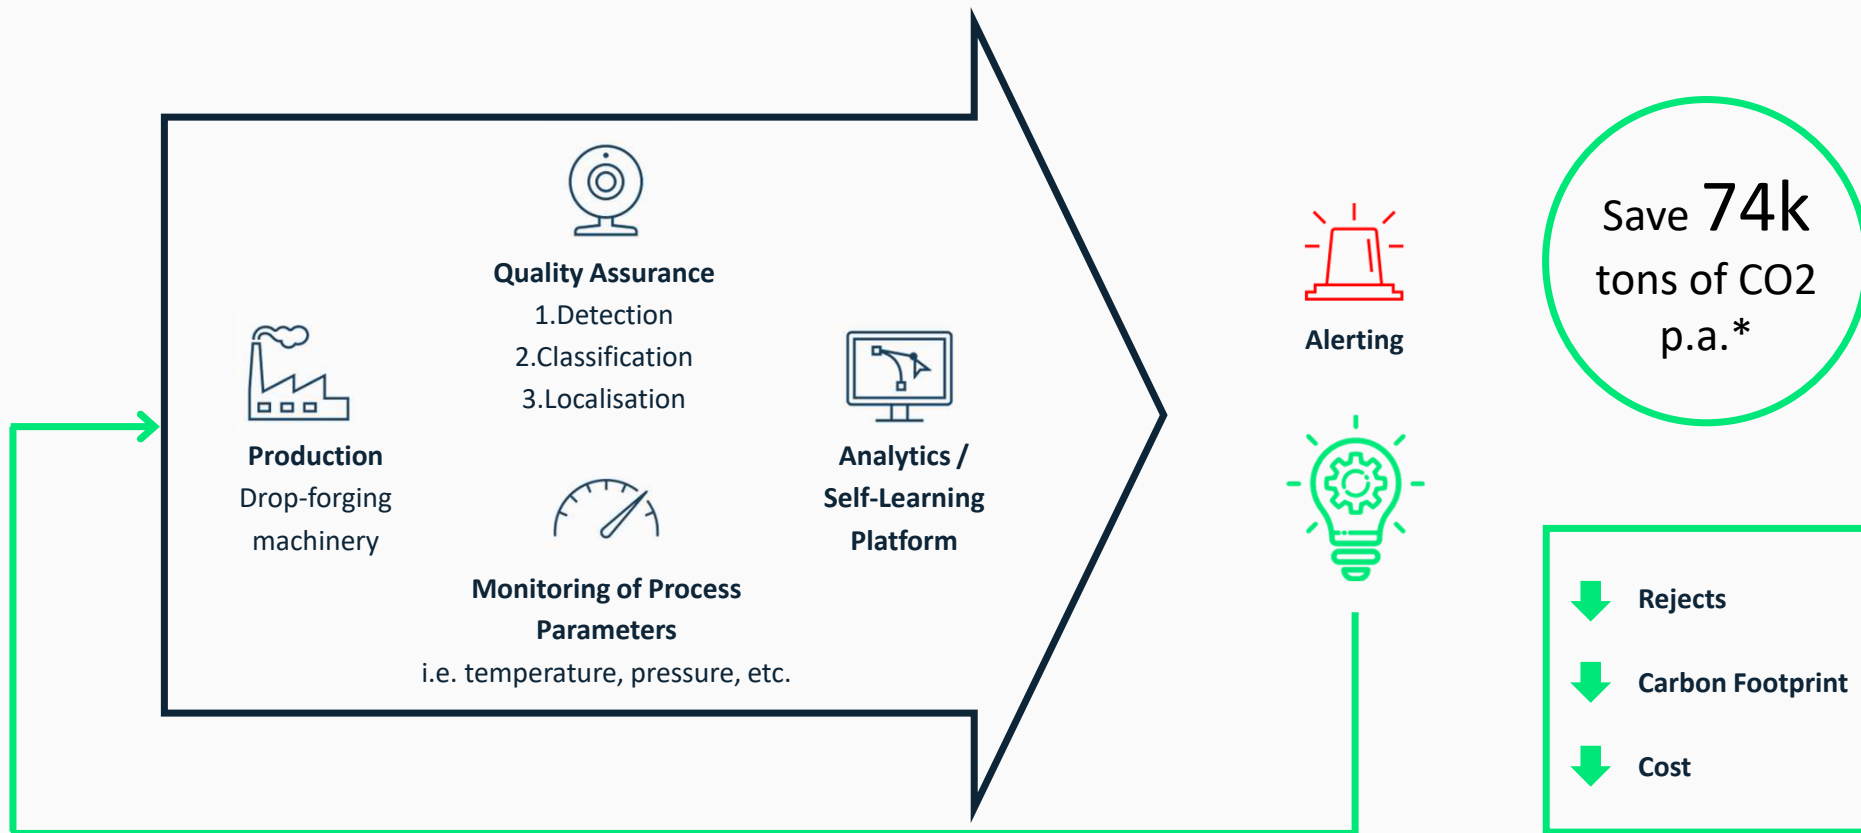 Quality Assurance
1.Detection
2.Classification
3.Localisation
Production
Drop-forging
machinery
Monitoring of Process
Parameters
i.e. temperature, pressure, etc.
Analytics /
Self-Learning
Platform
Alerting
Save 74k
tons of CO2
p.a.*
Rejects
Carbon Footprint
Cost